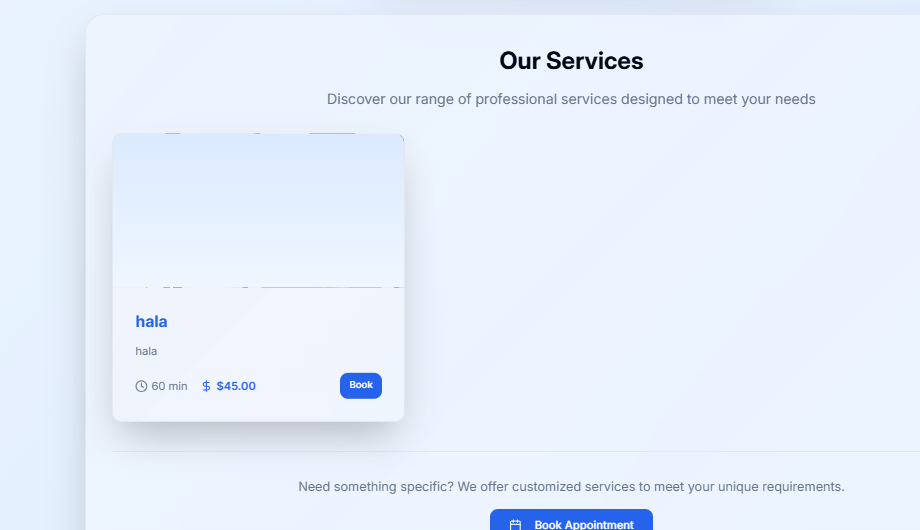 Our Services
Discover our range of professional services designed to meet your needs
hala
hala
60 min $ $45.00 Book
Need something specific? We offer customized services to meet your unique requirements.
Book Appointment